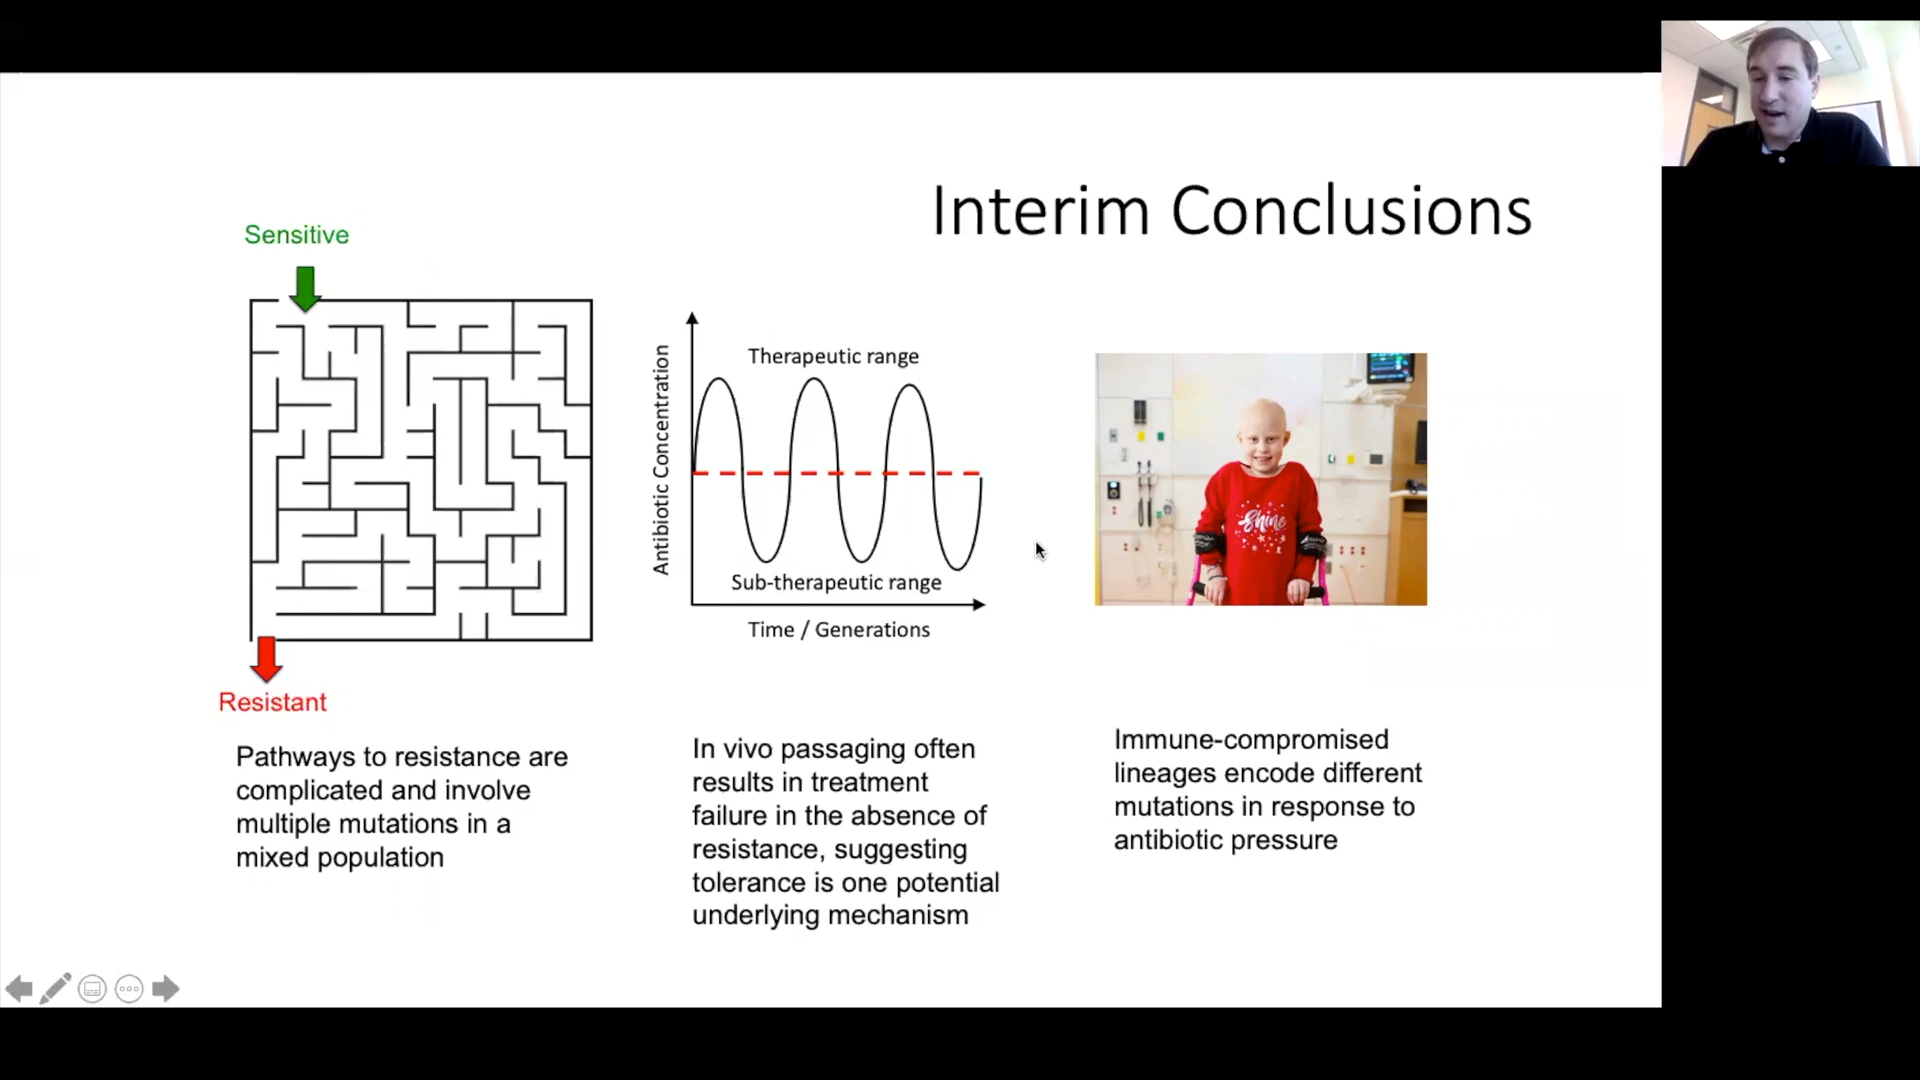 Interim Conclusions
Sensitive
Resistant
Pathways to resistance are
complicated and involve
multiple mutations in a
mixed population
Antibiotic Concentration
Therapeutic range
Sub-therapeutic range
Time / Generations
In vivo passaging often
results in treatment
failure in the absence of
resistance, suggesting
tolerance is one potential
underlying mechanism
Shine
Immune-compromised
lineages encode different
mutations in response to
antibiotic pressure